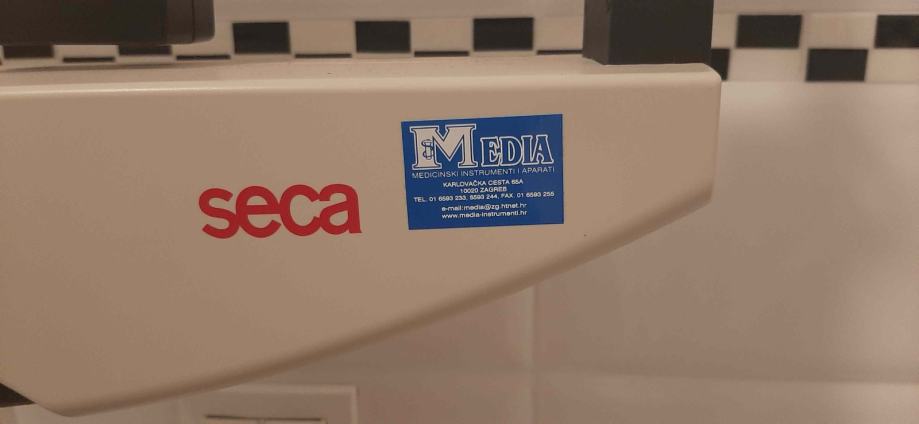 seca
MEDIA
MEDICINSKI INSTRUMENTI I APARATI
KARLOVAČKA CESTA 65A
10020 ZAGREB
TEL. 01 6593 233, 6593 244, FAX. 01 6593 255
e-mail:media@zg.htnet.hr
www.media-instrumenti.hr